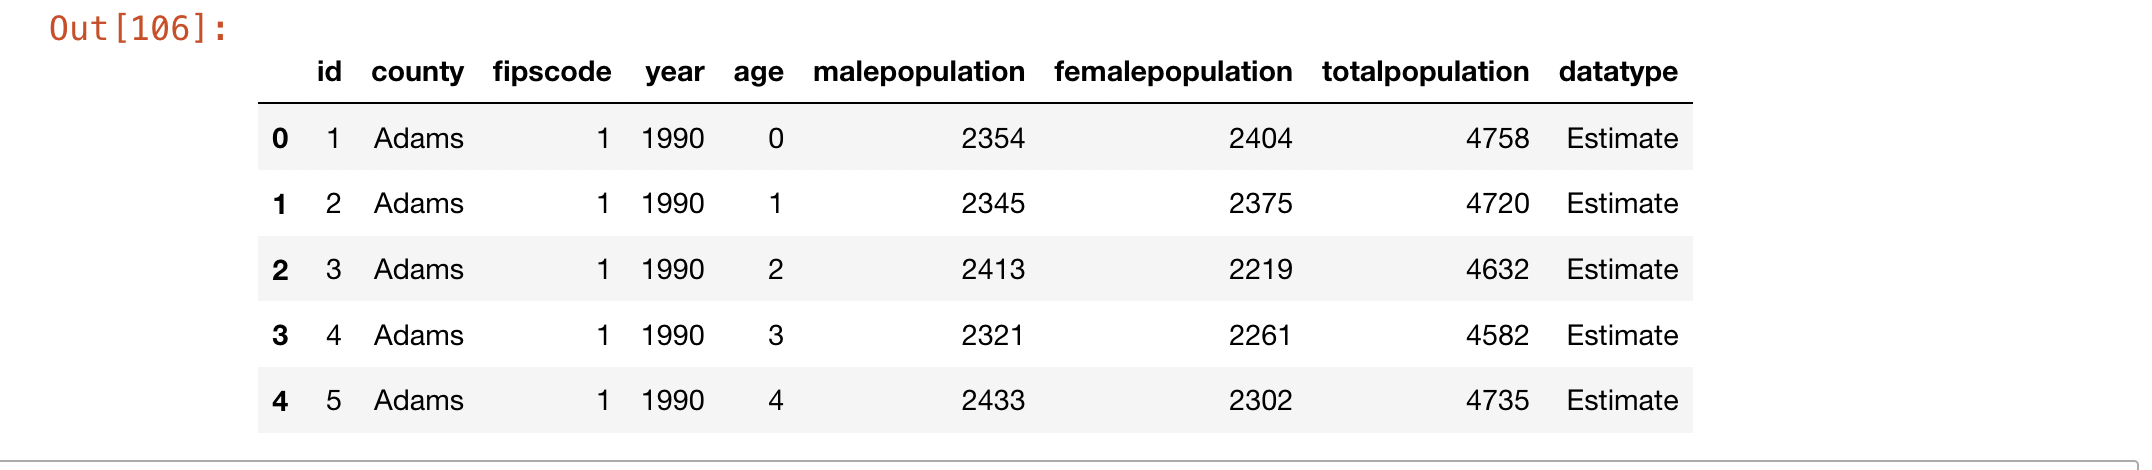 Out[106]:
id county fipscode year age malepopulation femalepopulation totalpopulation datatype
0 1 Adams 1 1990 0 2354 2404 4758 Estimate
1 2 Adams 1 1990 1 2345 2375 4720 Estimate
2 3 Adams 1 1990 2 2413 2219 4632 Estimate
3 4 Adams 1 1990 3 2321 2261 4582 Estimate
4 5 Adams 1 1990 4 2433 2302 4735 Estimate